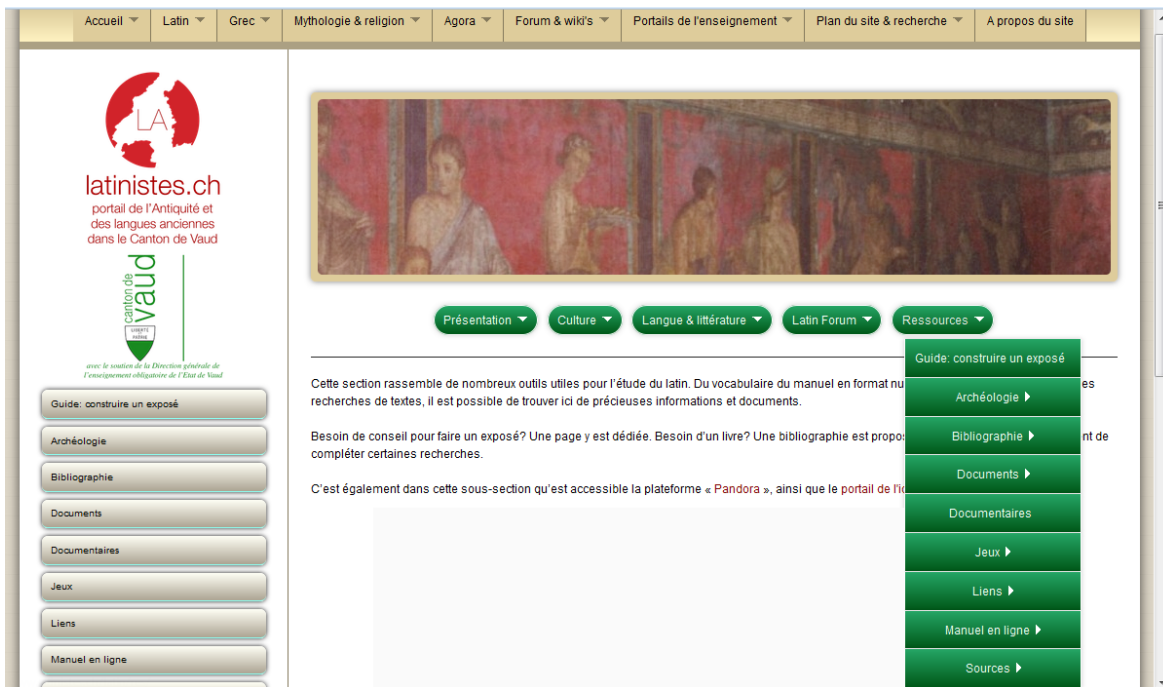 Accueil Latin Grec Mythologie & religion Agora Forum & wiki's Portails de l'enseignement Plan du site & recherche A propos du site
LA
latinistes.ch
portail de l'Antiquité et
des langues anciennes
dans le Canton de Vaud
canton de
vaud
LIBERTÉ
ET
PATRIE
avec le soutien de la Direction générale de
l'enseignement obligatoire de l'Etat de Vaud
Guide: construire un exposé
Archéologie
Bibliographie
Documents
Documentaires
Jeux
Liens
Manuel en ligne
Présentation Culture Langue & littérature Latin Forum Ressources
Cette section rassemble de nombreux outils utiles pour l'étude du latin. Du vocabulaire du manuel en format nu es
recherches de textes, il est possible de trouver ici de précieuses informations et documents.
Besoin de conseil pour faire un exposé? Une page y est dédiée. Besoin d'un livre? Une bibliographie est propos nt de
compléter certaines recherches.
C'est également dans cette sous-section qu'est accessible la plateforme « Pandora », ainsi que le portail de l'ic
Guide: construire un exposé
Archéologie
Bibliographie
Documents
Documentaires
Jeux
Liens
Manuel en ligne
Sources